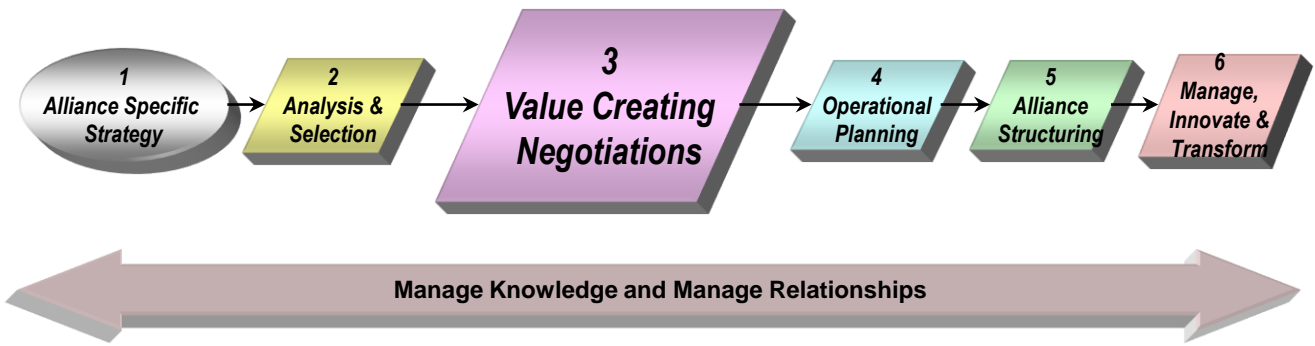 1
Alliance Specific
Strategy
2
Analysis &
Selection
3
Value Creating
Negotiations
4
Operational
Planning
5
Alliance
Structuring
6
Manage,
Innovate &
Transform
Manage Knowledge and Manage Relationships